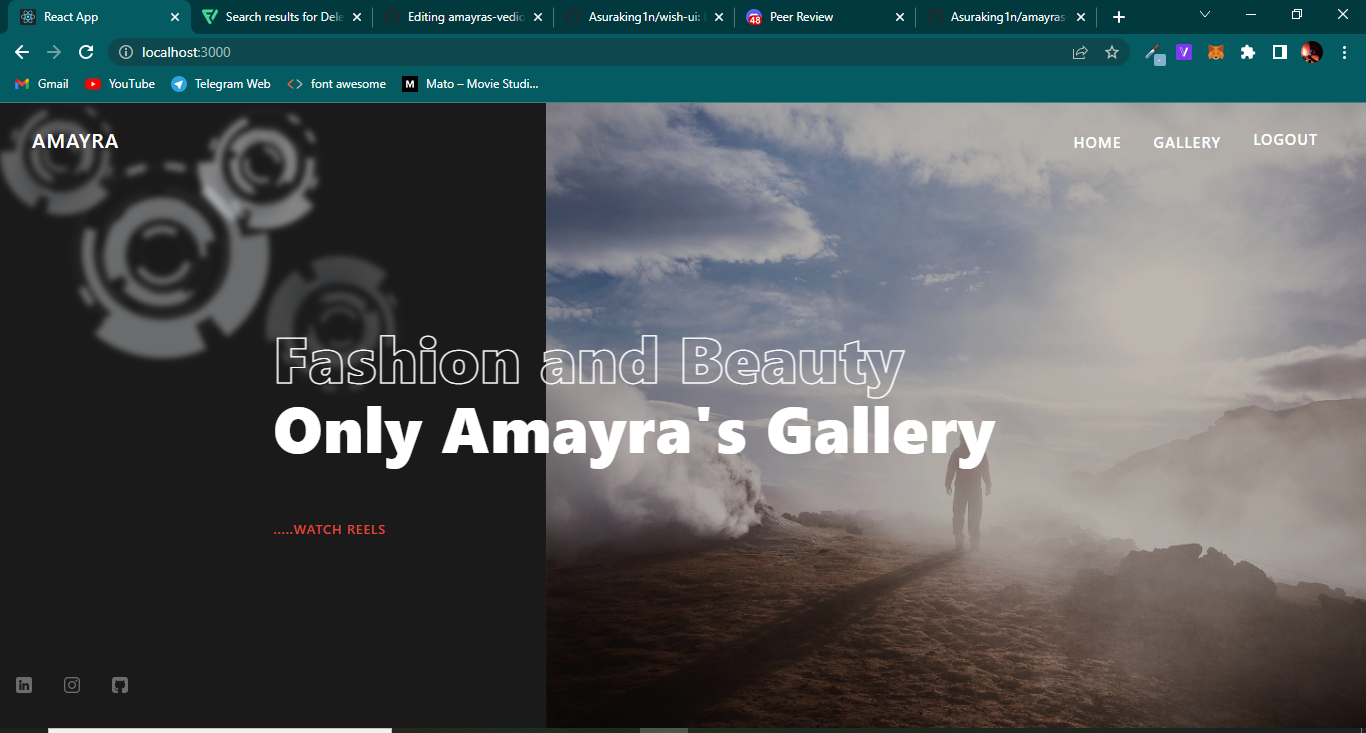 React App
Search results for Dele
Editing amayras-vedio
Asuraking1n/wish-ui:
48
Peer Review
Asuraking1n/amayras
localhost:3000
V
Gmail
YouTube
Telegram Web
font awesome
M
Mato – Movie Studi...
AMAYRA
HOME
GALLERY
LOGOUT
Fashion and Beauty
Only Amayra's Gallery
.....WATCH REELS
in